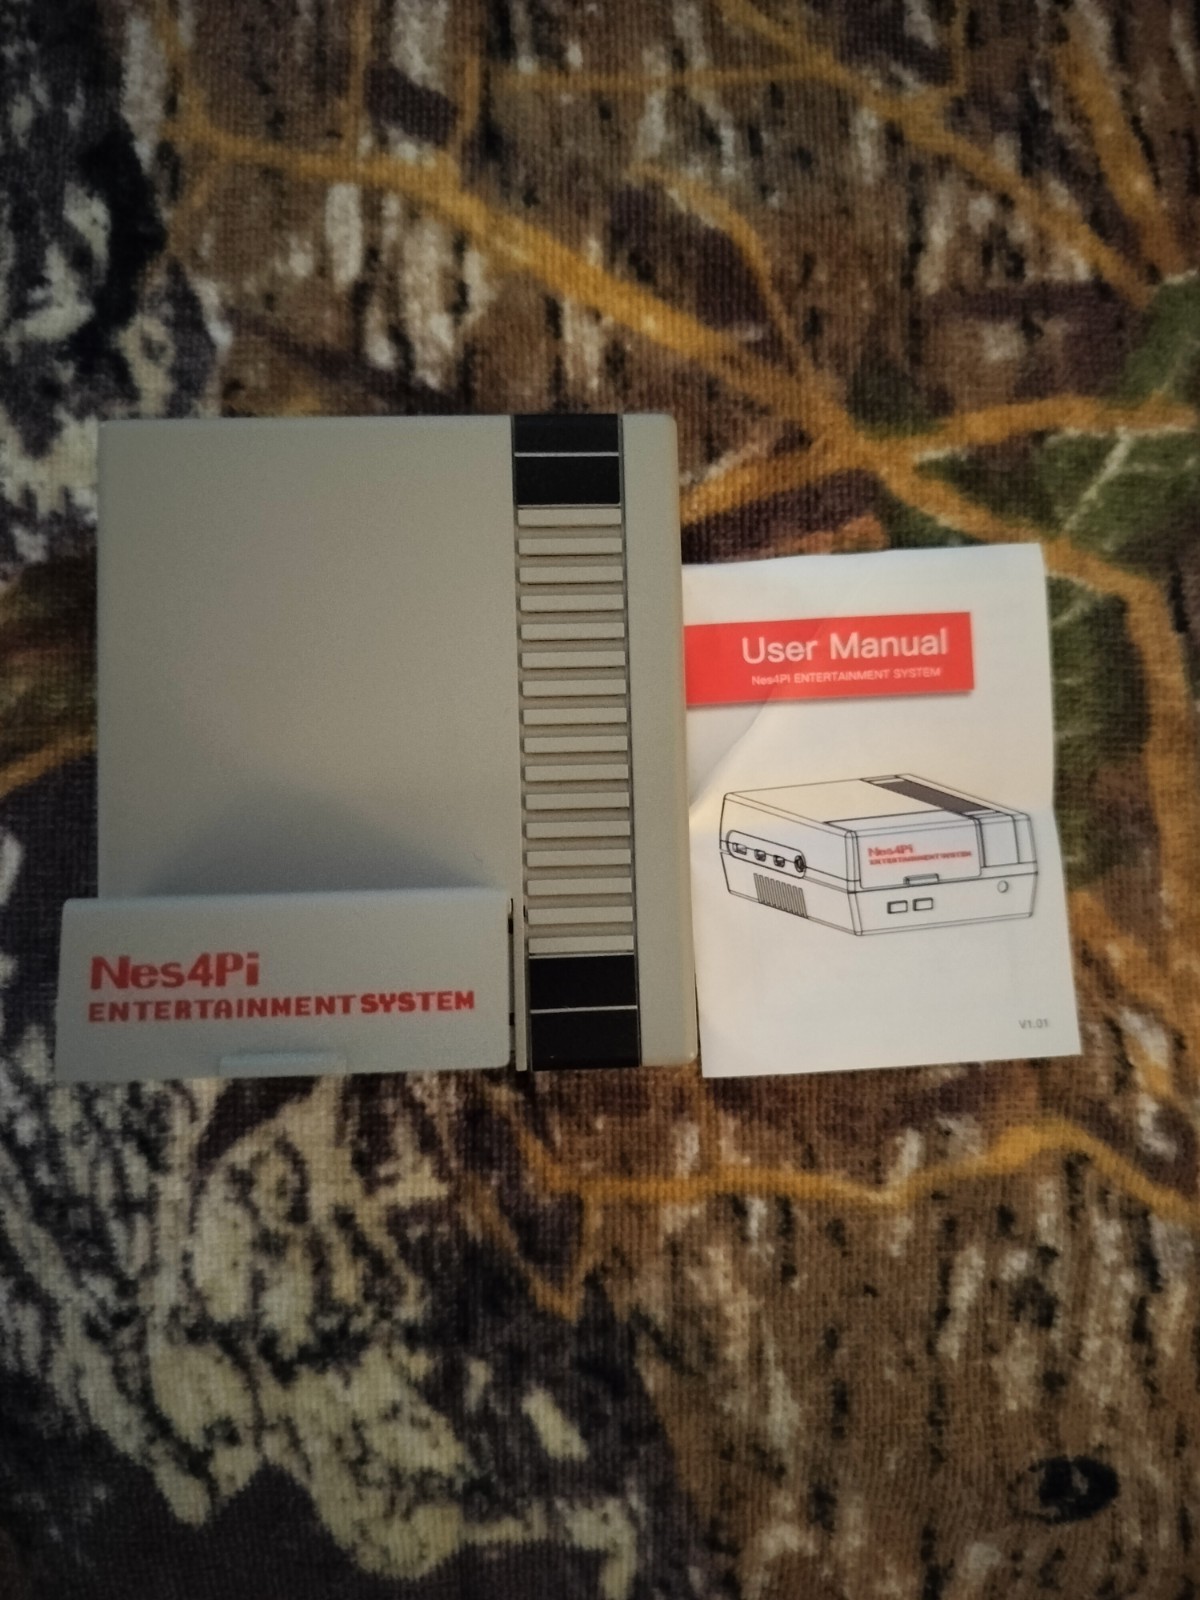 Nes4Pi
ENTERTAINMENT SYSTEM
User Manual
Nes4Pi ENTERTAINMENT SYSTEM
Nes4Pi
ENTERTAINMENT SYSTEM
V1.01